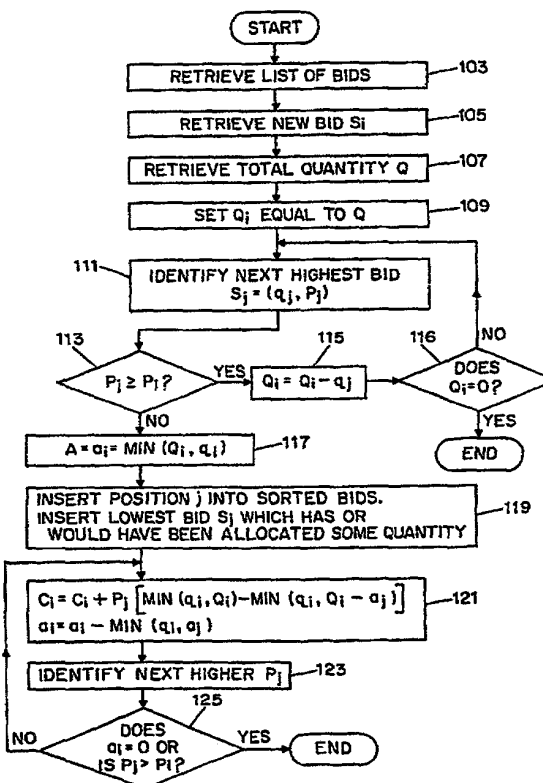 START
RETRIEVE LIST OF BIDS
103
RETRIEVE NEW BID Si
105
RETRIEVE TOTAL QUANTITY Q
107
SET Qi EQUAL TO Q
109
111
IDENTIFY NEXT HIGHEST BID
Sj = (qj, Pj)
113
Pj ≥ Pi?
YES
115
Qi = Qi - qj
116
DOES
Qi=0?
NO
YES
END
NO
A = ai = MIN (Qi, qi)
117
INSERT POSITION j INTO SORTED BIDS.
INSERT LOWEST BID Sj WHICH HAS OR
WOULD HAVE BEEN ALLOCATED SOME QUANTITY
119
Ci = Ci + Pj [MIN (qi, Qi) - MIN (qi, Qi - aj)]
ai = ai - MIN (qi, aj)
121
IDENTIFY NEXT HIGHER Pj
123
125
DOES
ai = 0 OR
IS Pj > Pi?
NO
YES
END